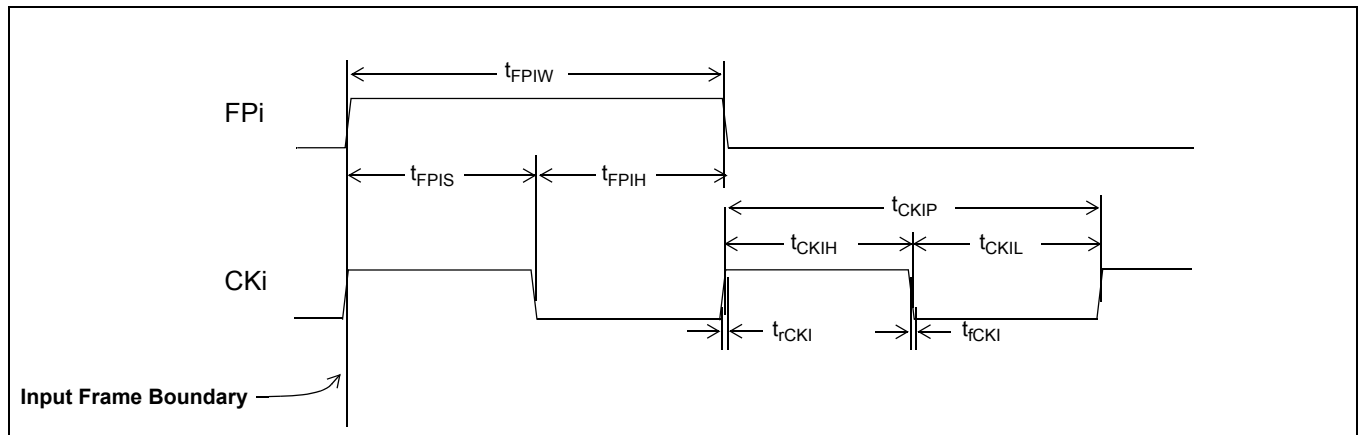 tFPIW
FPi
tFPIS
tFPIH
tCKIP
tCKIH
tCKIL
CKi
trCKI
tfCKI
Input Frame Boundary